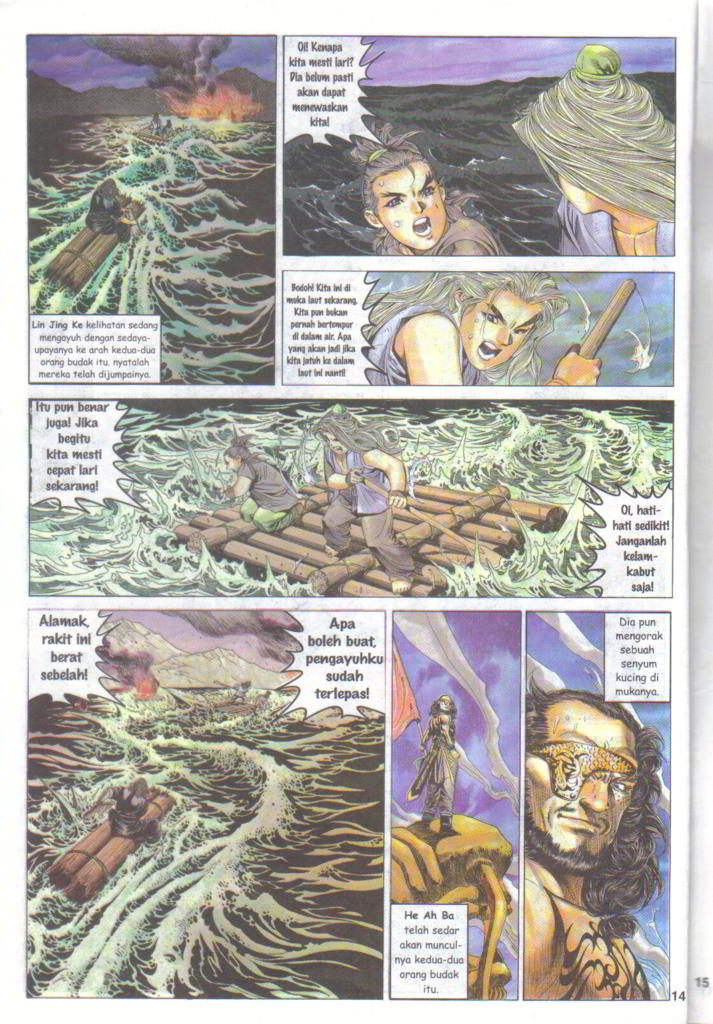 Lin Jing Ke kelihatan sedang
mengayuh dengan sedaya-
upayanya ke arah kedua-dua
orang budak itu. nyatalah
mereka telah dijumpainya.
Oi! Kenapa
kita mesti lari?
Dia belum pasti
akan dapat
menewaskan
kita!
Bodoh! Kita ini di
muka laut sekarang.
Kita pun bukan
pernah bertempur
di dalam air. Apa
yang akan jadi jika
kita jatuh ke dalam
laut ini nanti!
Itu pun benar
juga! Jika
begitu
kita mesti
cepat lari
sekarang!
Oi, hati-
hati sedikit!
Janganlah
kelam-
kabut
saja!
Alamak,
rakit ini
berat
sebelah!
Apa
boleh buat,
pengayuhku
sudah
terlepas!
He Ah Ba
telah sedar
akan muncul-
nya kedua-dua
orang budak
itu.
Dia pun
mengorak
sebuah
senyum
kucing di
mukanya.
14
15